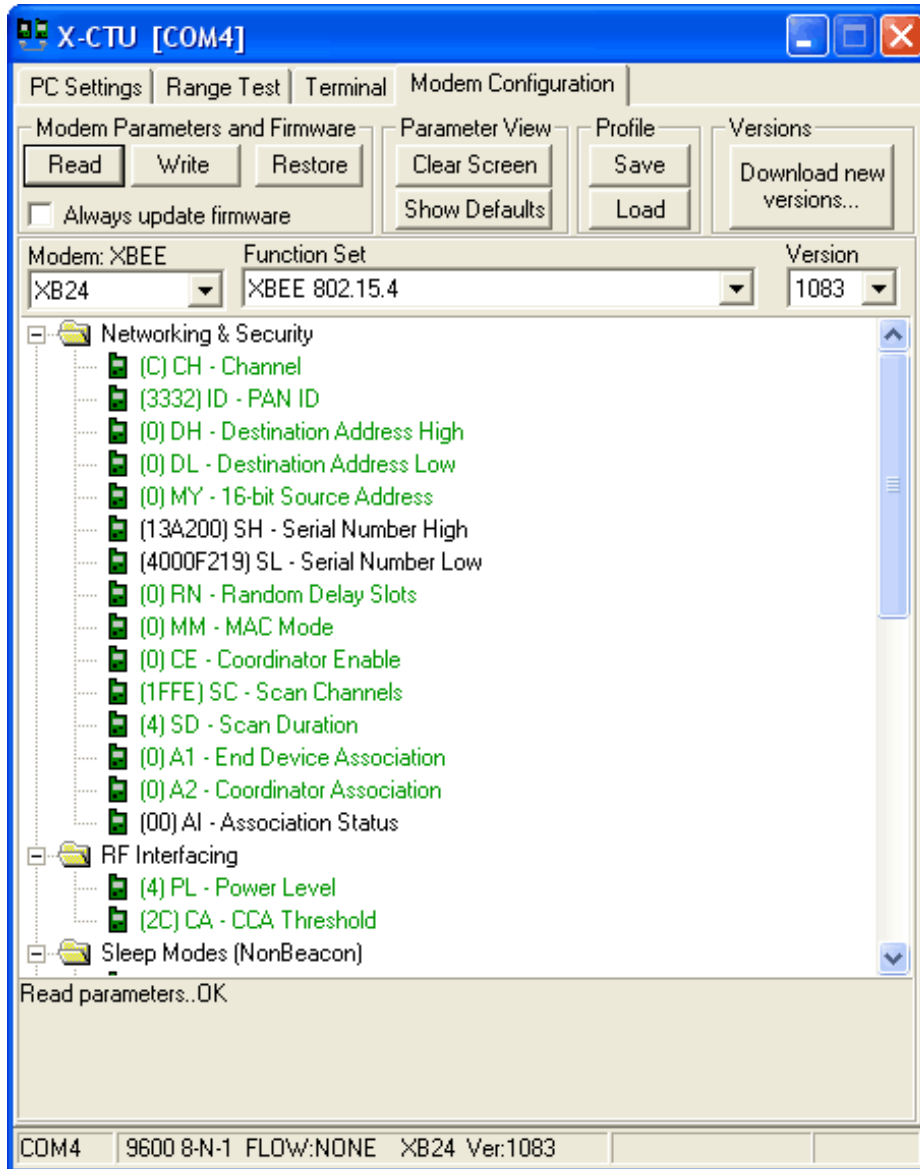 X-CTU [COM4]
PC Settings Range Test Terminal Modem Configuration
Modem Parameters and Firmware Parameter View Profile Versions
Read Write Restore Clear Screen Save Download new versions...
Always update firmware Show Defaults Load
Modem: XBEE Function Set Version
XB24 XBEE 802.15.4 1083
Networking & Security
(C) CH - Channel
(3332) ID - PAN ID
(0) DH - Destination Address High
(0) DL - Destination Address Low
(0) MY - 16-bit Source Address
(13A200) SH - Serial Number High
(4000F219) SL - Serial Number Low
(0) RN - Random Delay Slots
(0) MM - MAC Mode
(0) CE - Coordinator Enable
(1FFE) SC - Scan Channels
(4) SD - Scan Duration
(0) A1 - End Device Association
(0) A2 - Coordinator Association
(00) AI - Association Status
RF Interfacing
(4) PL - Power Level
(2C) CA - CCA Threshold
Sleep Modes (NonBeacon)
Read parameters..OK
COM4 9600 8-N-1 FLOW:NONE XB24 Ver:1083